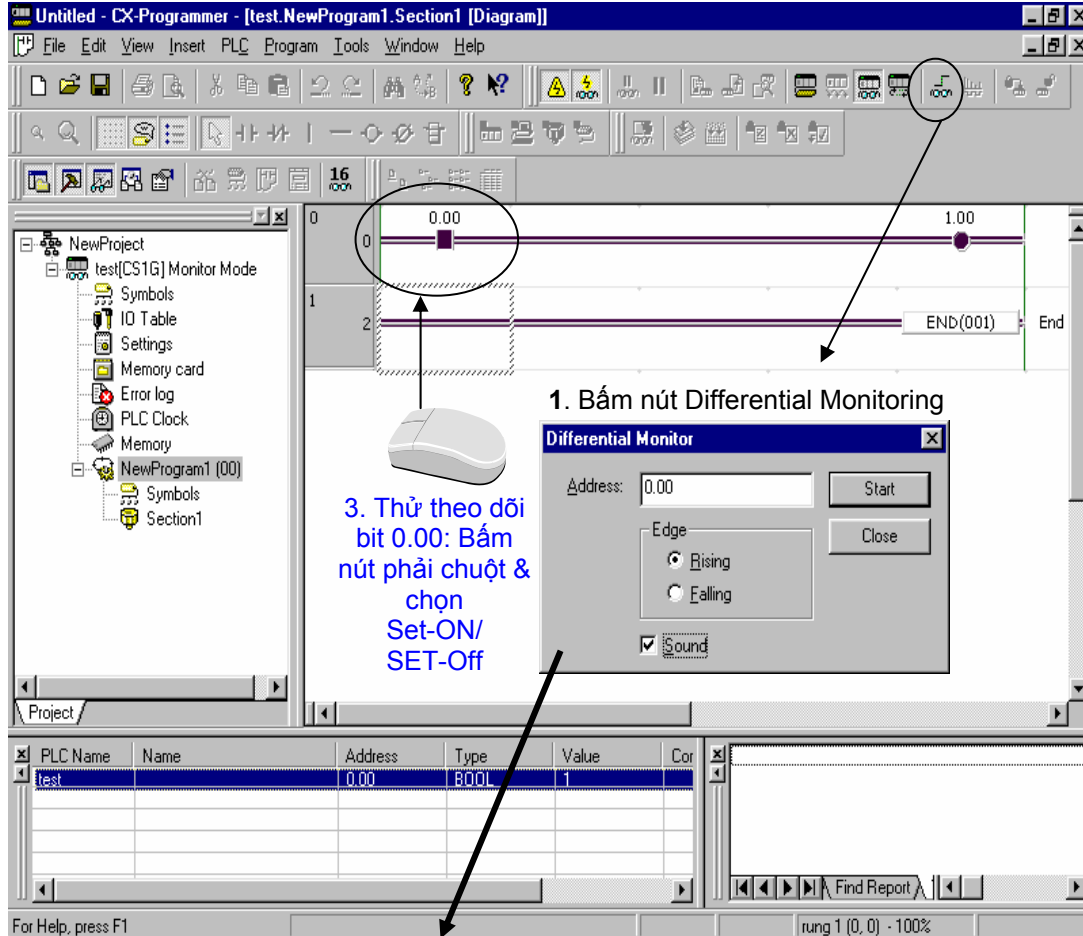 Untitled - CX-Programmer - [test.NewProgram1.Section1 [Diagram]]
File Edit View Insert PLC Program Tools Window Help
16
NewProject
test[CS1G] Monitor Mode
Symbols
IO Table
Settings
Memory card
Error log
PLC Clock
Memory
NewProgram1 (00)
Symbols
Section1
Project
0
0
0.00
1.00
1
2
END(001)
End
1. Bấm nút Differential Monitoring
Differential Monitor
Address: 0.00
Start
Edge
Close
Rising
Falling
Sound
3. Thử theo dõi
bit 0.00: Bấm
nút phải chuột &
chọn
Set-ON/
SET-Off
PLC Name Name Address Type Value
test 0.00 BOOL 1
Find Report
For Help, press F1
rung 1 (0, 0) - 100%